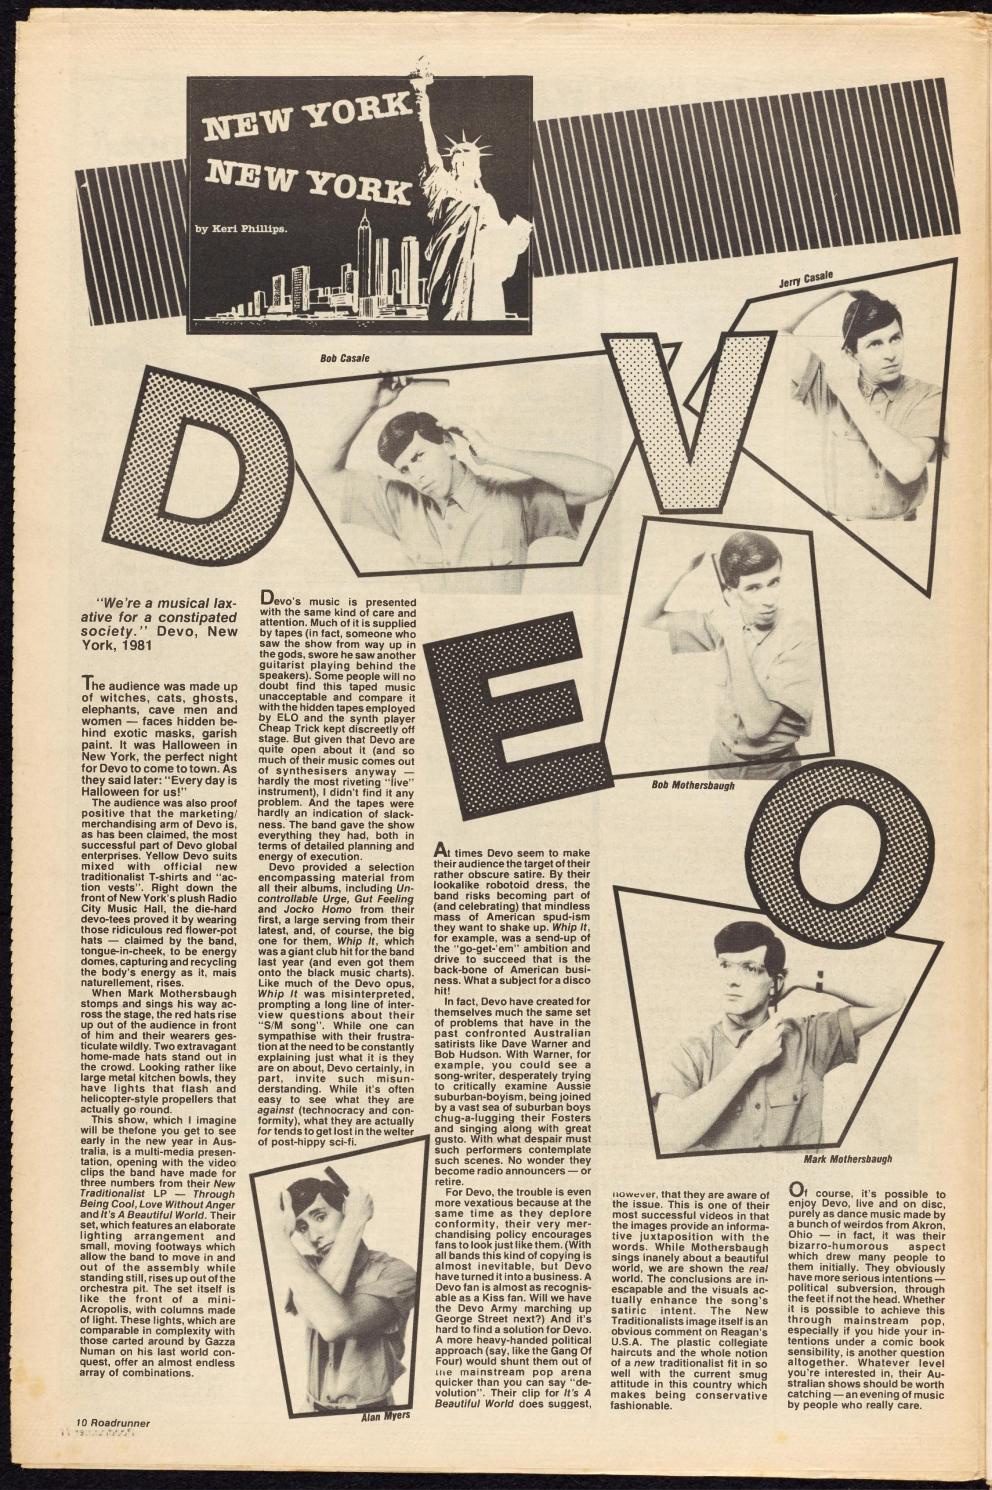 NEW YORK
NEW YORK
by Keri Phillips.
Jerry Casale
Bob Casale
D
V
E
O
Bob Mothersbaugh
Mark Mothersbaugh
Alan Myers
"We're a musical lax-
ative for a constipated
society." Devo, New
York, 1981
The audience was made up
of witches, cats, ghosts,
elephants, cave men and
women — faces hidden be-
hind exotic masks, garish
paint. It was Halloween in
New York, the perfect night
for Devo to come to town. As
they said later: "Every day is
Halloween for us!"
The audience was also proof
positive that the marketing/
merchandising arm of Devo is,
as has been claimed, the most
successful part of Devo global
enterprises. Yellow Devo suits
mixed with official new
traditionalist T-shirts and "ac-
tion vests". Right down the
front of New York's plush Radio
City Music Hall, the die-hard
devo-tees proved it by wearing
those ridiculous red flower-pot
hats — claimed by the band,
tongue-in-cheek, to be energy
domes, capturing and recycling
the body's energy as it, mais
naturellement, rises.
When Mark Mothersbaugh
stomps and sings his way ac-
ross the stage, the red hats rise
up out of the audience in front
of him and their wearers ges-
ticulate wildly. Two extravagant
home-made hats stand out in
the crowd. Looking rather like
large metal kitchen bowls, they
have lights that flash and
helicopter-style propellers that
actually go round.
This show, which I imagine
will be thefone you get to see
early in the new year in Aus-
tralia, is a multi-media presen-
tation, opening with the video
clips the band have made for
three numbers from their New
Traditionalist LP — Through
Being Cool, Love Without Anger
and It's A Beautiful World. Their
set, which features an elaborate
lighting arrangement and
small, moving footways which
allow the band to move in and
out of the assembly while
standing still, rises up out of the
orchestra pit. The set itself is
like the front of a mini-
Acropolis, with columns made
of light. These lights, which are
comparable in complexity with
those carted around by Gazza
Numan on his last world con-
quest, offer an almost endless
array of combinations.
Devo's music is presented
with the same kind of care and
attention. Much of it is supplied
by tapes (in fact, someone who
saw the show from way up in
the gods, swore he saw another
guitarist playing behind the
speakers). Some people will no
doubt find this taped music
unacceptable and compare it
with the hidden tapes employed
by ELO and the synth player
Cheap Trick kept discreetly off
stage. But given that Devo are
quite open about it (and so
much of their music comes out
of synthesisers anyway —
hardly the most riveting "live"
instrument), I didn't find it any
problem. And the tapes were
hardly an indication of slack-
ness. The band gave the show
everything they had, both in
terms of detailed planning and
energy of execution.
Devo provided a selection
encompassing material from
all their albums, including Un-
controllable Urge, Gut Feeling
and Jocko Homo from their
first, a large serving from their
latest, and, of course, the big
one for them, Whip It, which
was a giant club hit for the band
last year (and even got them
onto the black music charts).
Like much of the Devo opus,
Whip It was misinterpreted,
prompting a long line of inter-
view questions about their
"S/M song". While one can
sympathise with their frustra-
tion at the need to be constantly
explaining just what it is they
are on about, Devo certainly, in
part, invite such misun-
derstanding. While it's often
easy to see what they are
against (technocracy and con-
formity), what they are actually
for tends to get lost in the welter
of post-hippy sci-fi.
At times Devo seem to make
their audience the target of their
rather obscure satire. By their
lookalike robotoid dress, the
band risks becoming part of
(and celebrating) that mindless
mass of American spud-ism
they want to shake up. Whip It,
for example, was a send-up of
the "go-get-'em" ambition and
drive to succeed that is the
back-bone of American busi-
ness. What a subject for a disco
hit!
In fact, Devo have created for
themselves much the same set
of problems that have in the
past confronted Australian
satirists like Dave Warner and
Bob Hudson. With Warner, for
example, you could see a
song-writer, desperately trying
to critically examine Aussie
suburban-boyism, being joined
by a vast sea of suburban boys
chug-a-lugging their Fosters
and singing along with great
gusto. With what despair must
such performers contemplate
such scenes. No wonder they
become radio announcers — or
retire.
For Devo, the trouble is even
more vexatious because at the
same time as they deplore
conformity, their very mer-
chandising policy encourages
fans to look just like them. (With
all bands this kind of copying is
almost inevitable, but Devo
have turned it into a business. A
Devo fan is almost as recognis-
able as a Kiss fan. Will we have
the Devo Army marching up
George Street next?) And it's
hard to find a solution for Devo.
A more heavy-handed political
approach (say, like the Gang Of
Four) would shunt them out of
the mainstream pop arena
quicker than you can say "de-
volution". Their clip for It's A
Beautiful World does suggest,
however, that they are aware of
the issue. This is one of their
most successful videos in that
the images provide an informa-
tive juxtaposition with the
words. While Mothersbaugh
sings inanely about a beautiful
world, we are shown the real
world. The conclusions are in-
escapable and the visuals ac-
tually enhance the song's
satiric intent. The New
Traditionalists image itself is an
obvious comment on Reagan's
U.S.A. The plastic collegiate
haircuts and the whole notion
of a new traditionalist fit in so
well with the current smug
attitude in this country which
makes being conservative
fashionable.
Of course, it's possible to
enjoy Devo, live and on disc,
purely as dance music made by
a bunch of weirdos from Akron,
Ohio — in fact, it was their
bizarro-humorous aspect
which drew many people to
them initially. They obviously
have more serious intentions —
political subversion, through
the feet if not the head. Whether
it is possible to achieve this
through mainstream pop,
especially if you hide your in-
tentions under a comic book
sensibility, is another question
altogether. Whatever level
you're interested in, their Au-
stralian shows should be worth
catching — an evening of music
by people who really care.
10 Roadrunner